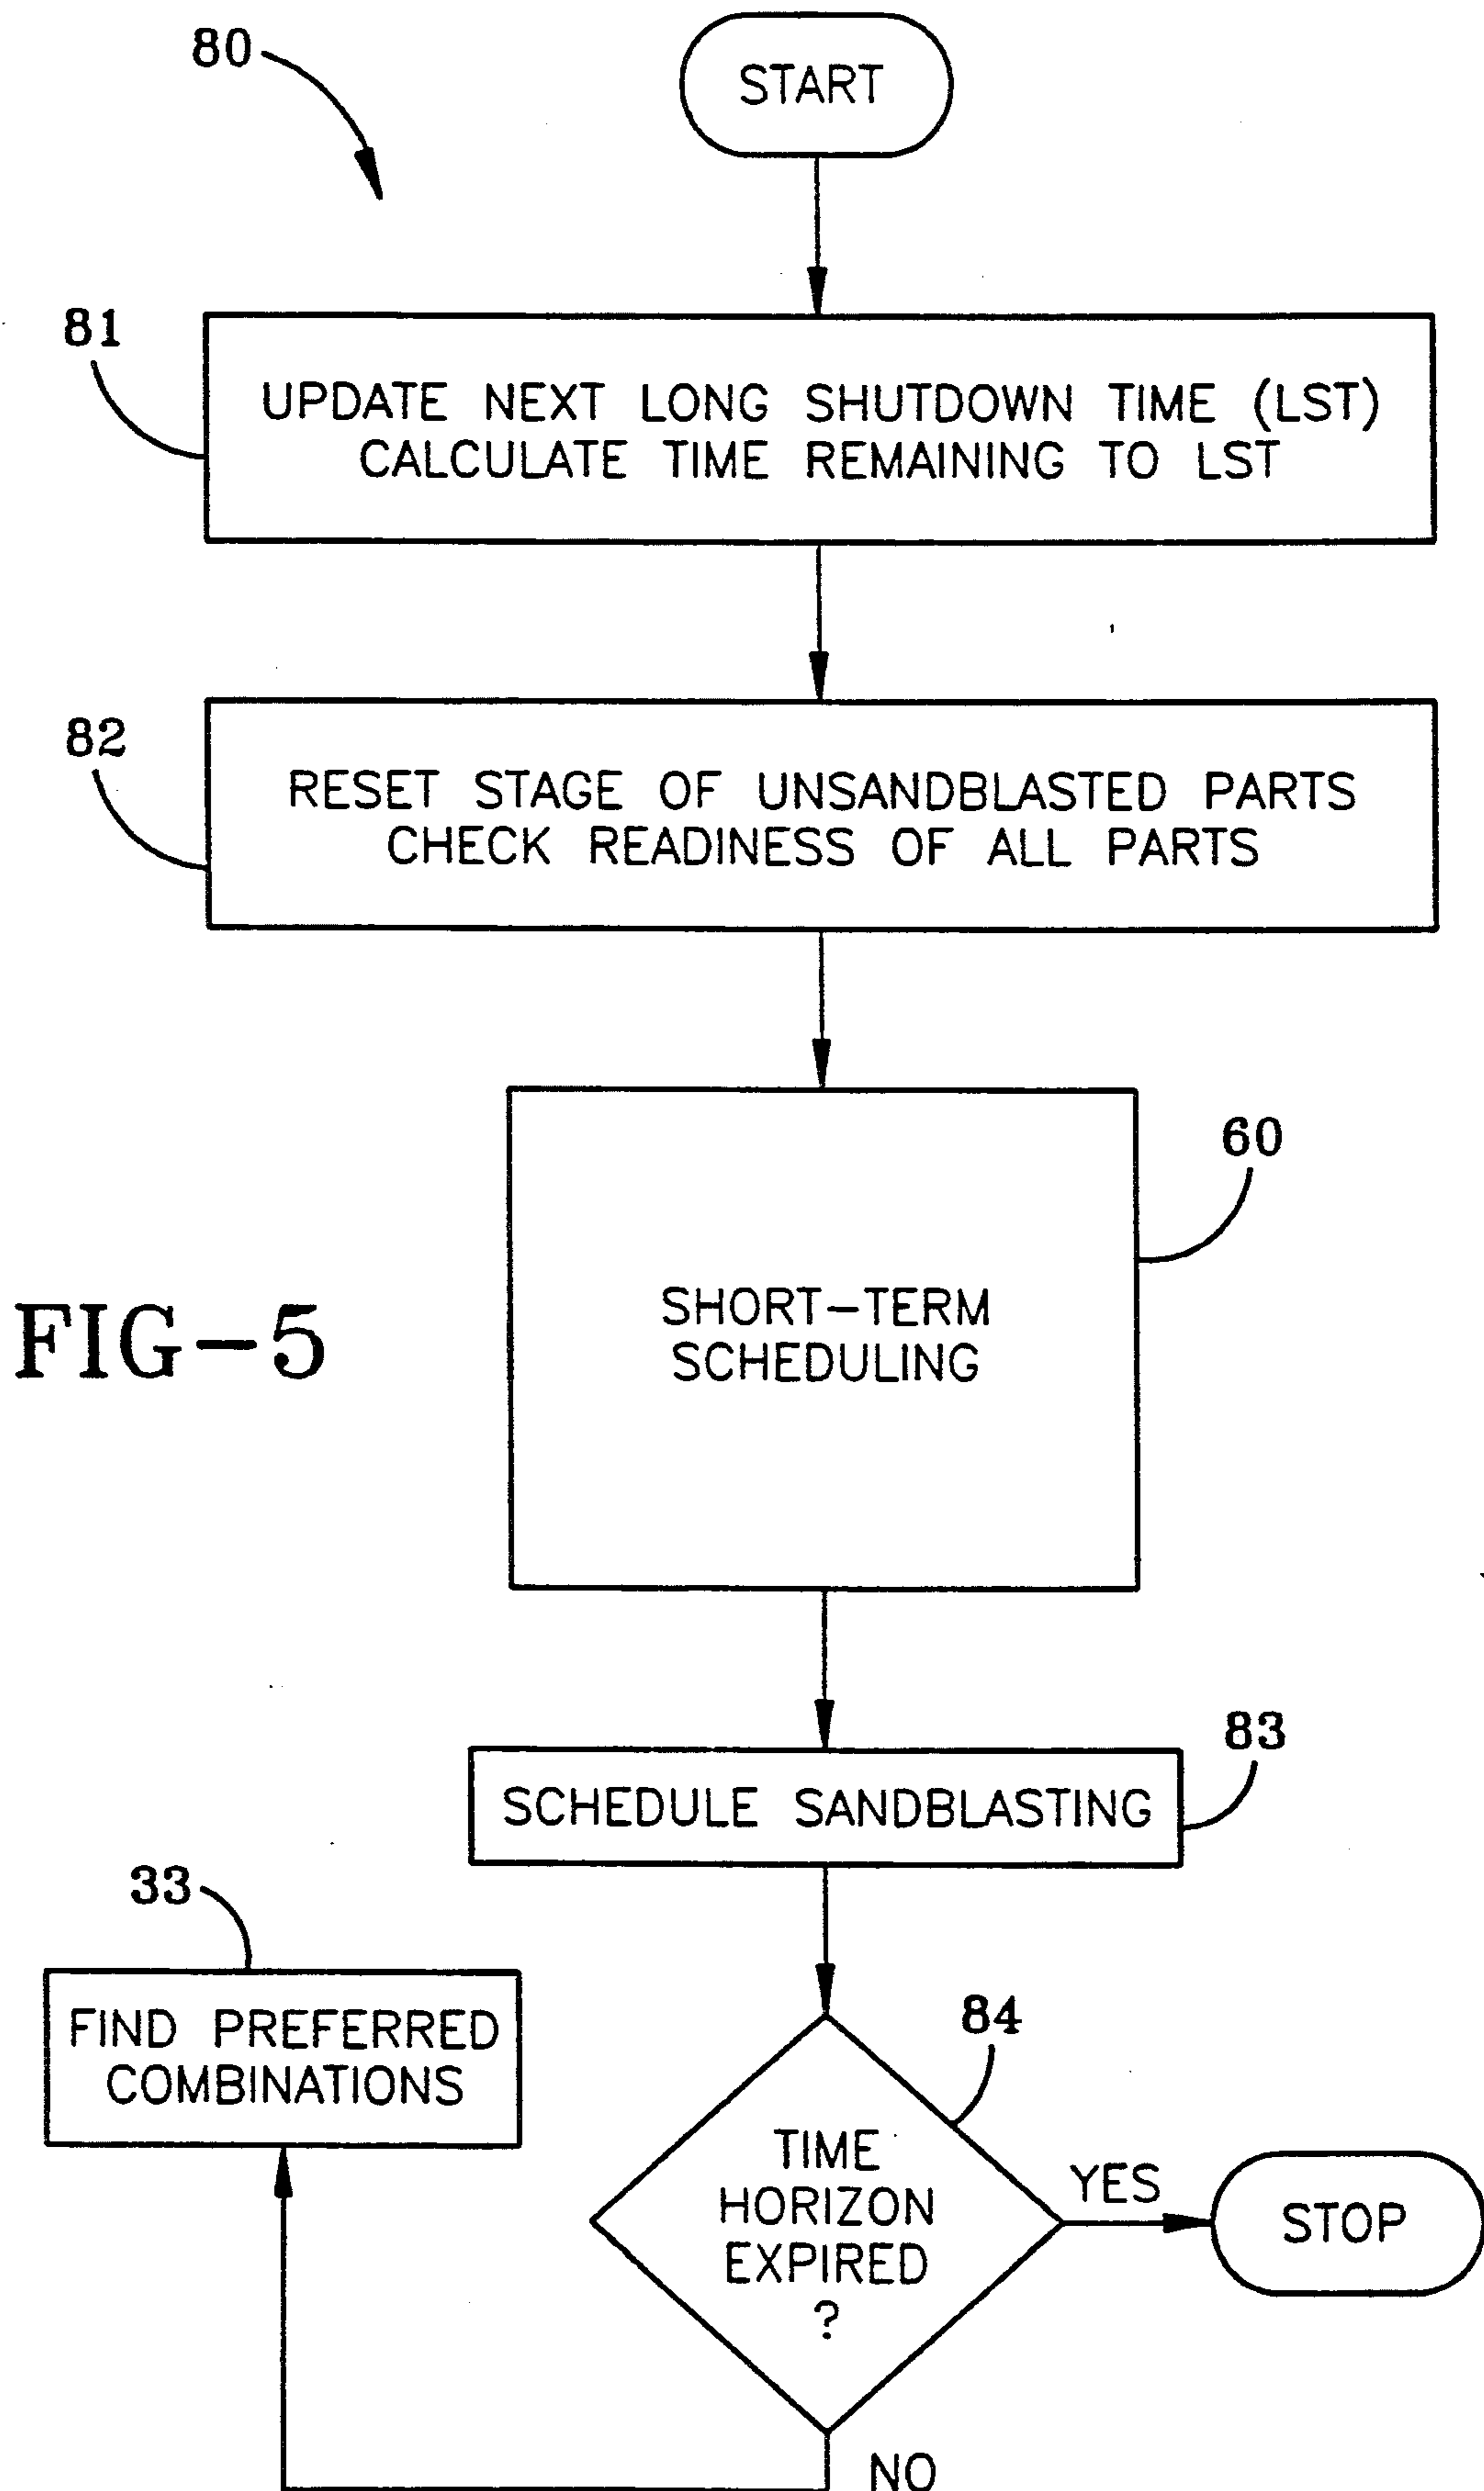 80
START
81
UPDATE NEXT LONG SHUTDOWN TIME (LST)
CALCULATE TIME REMAINING TO LST
82
RESET STAGE OF UNSANDBLASTED PARTS
CHECK READINESS OF ALL PARTS
60
SHORT-TERM
SCHEDULING
FIG-5
83
SCHEDULE SANDBLASTING
33
FIND PREFERRED
COMBINATIONS
84
TIME
HORIZON
EXPIRED
?
YES
STOP
NO